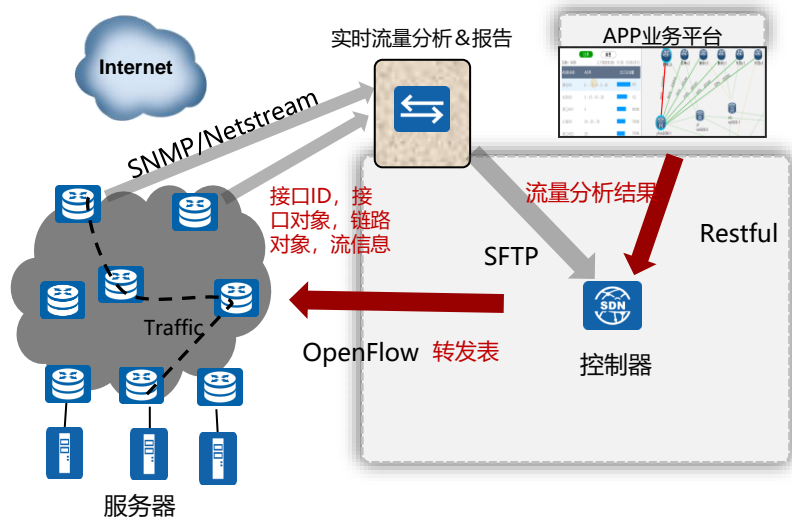 实时流量分析&报告
APP业务平台
Internet
SNMP/Netstream
接口ID，接
口对象，链路
对象，流信息
流量分析结果
Restful
SFTP
SDN
Traffic
OpenFlow 转发表
控制器
服务器